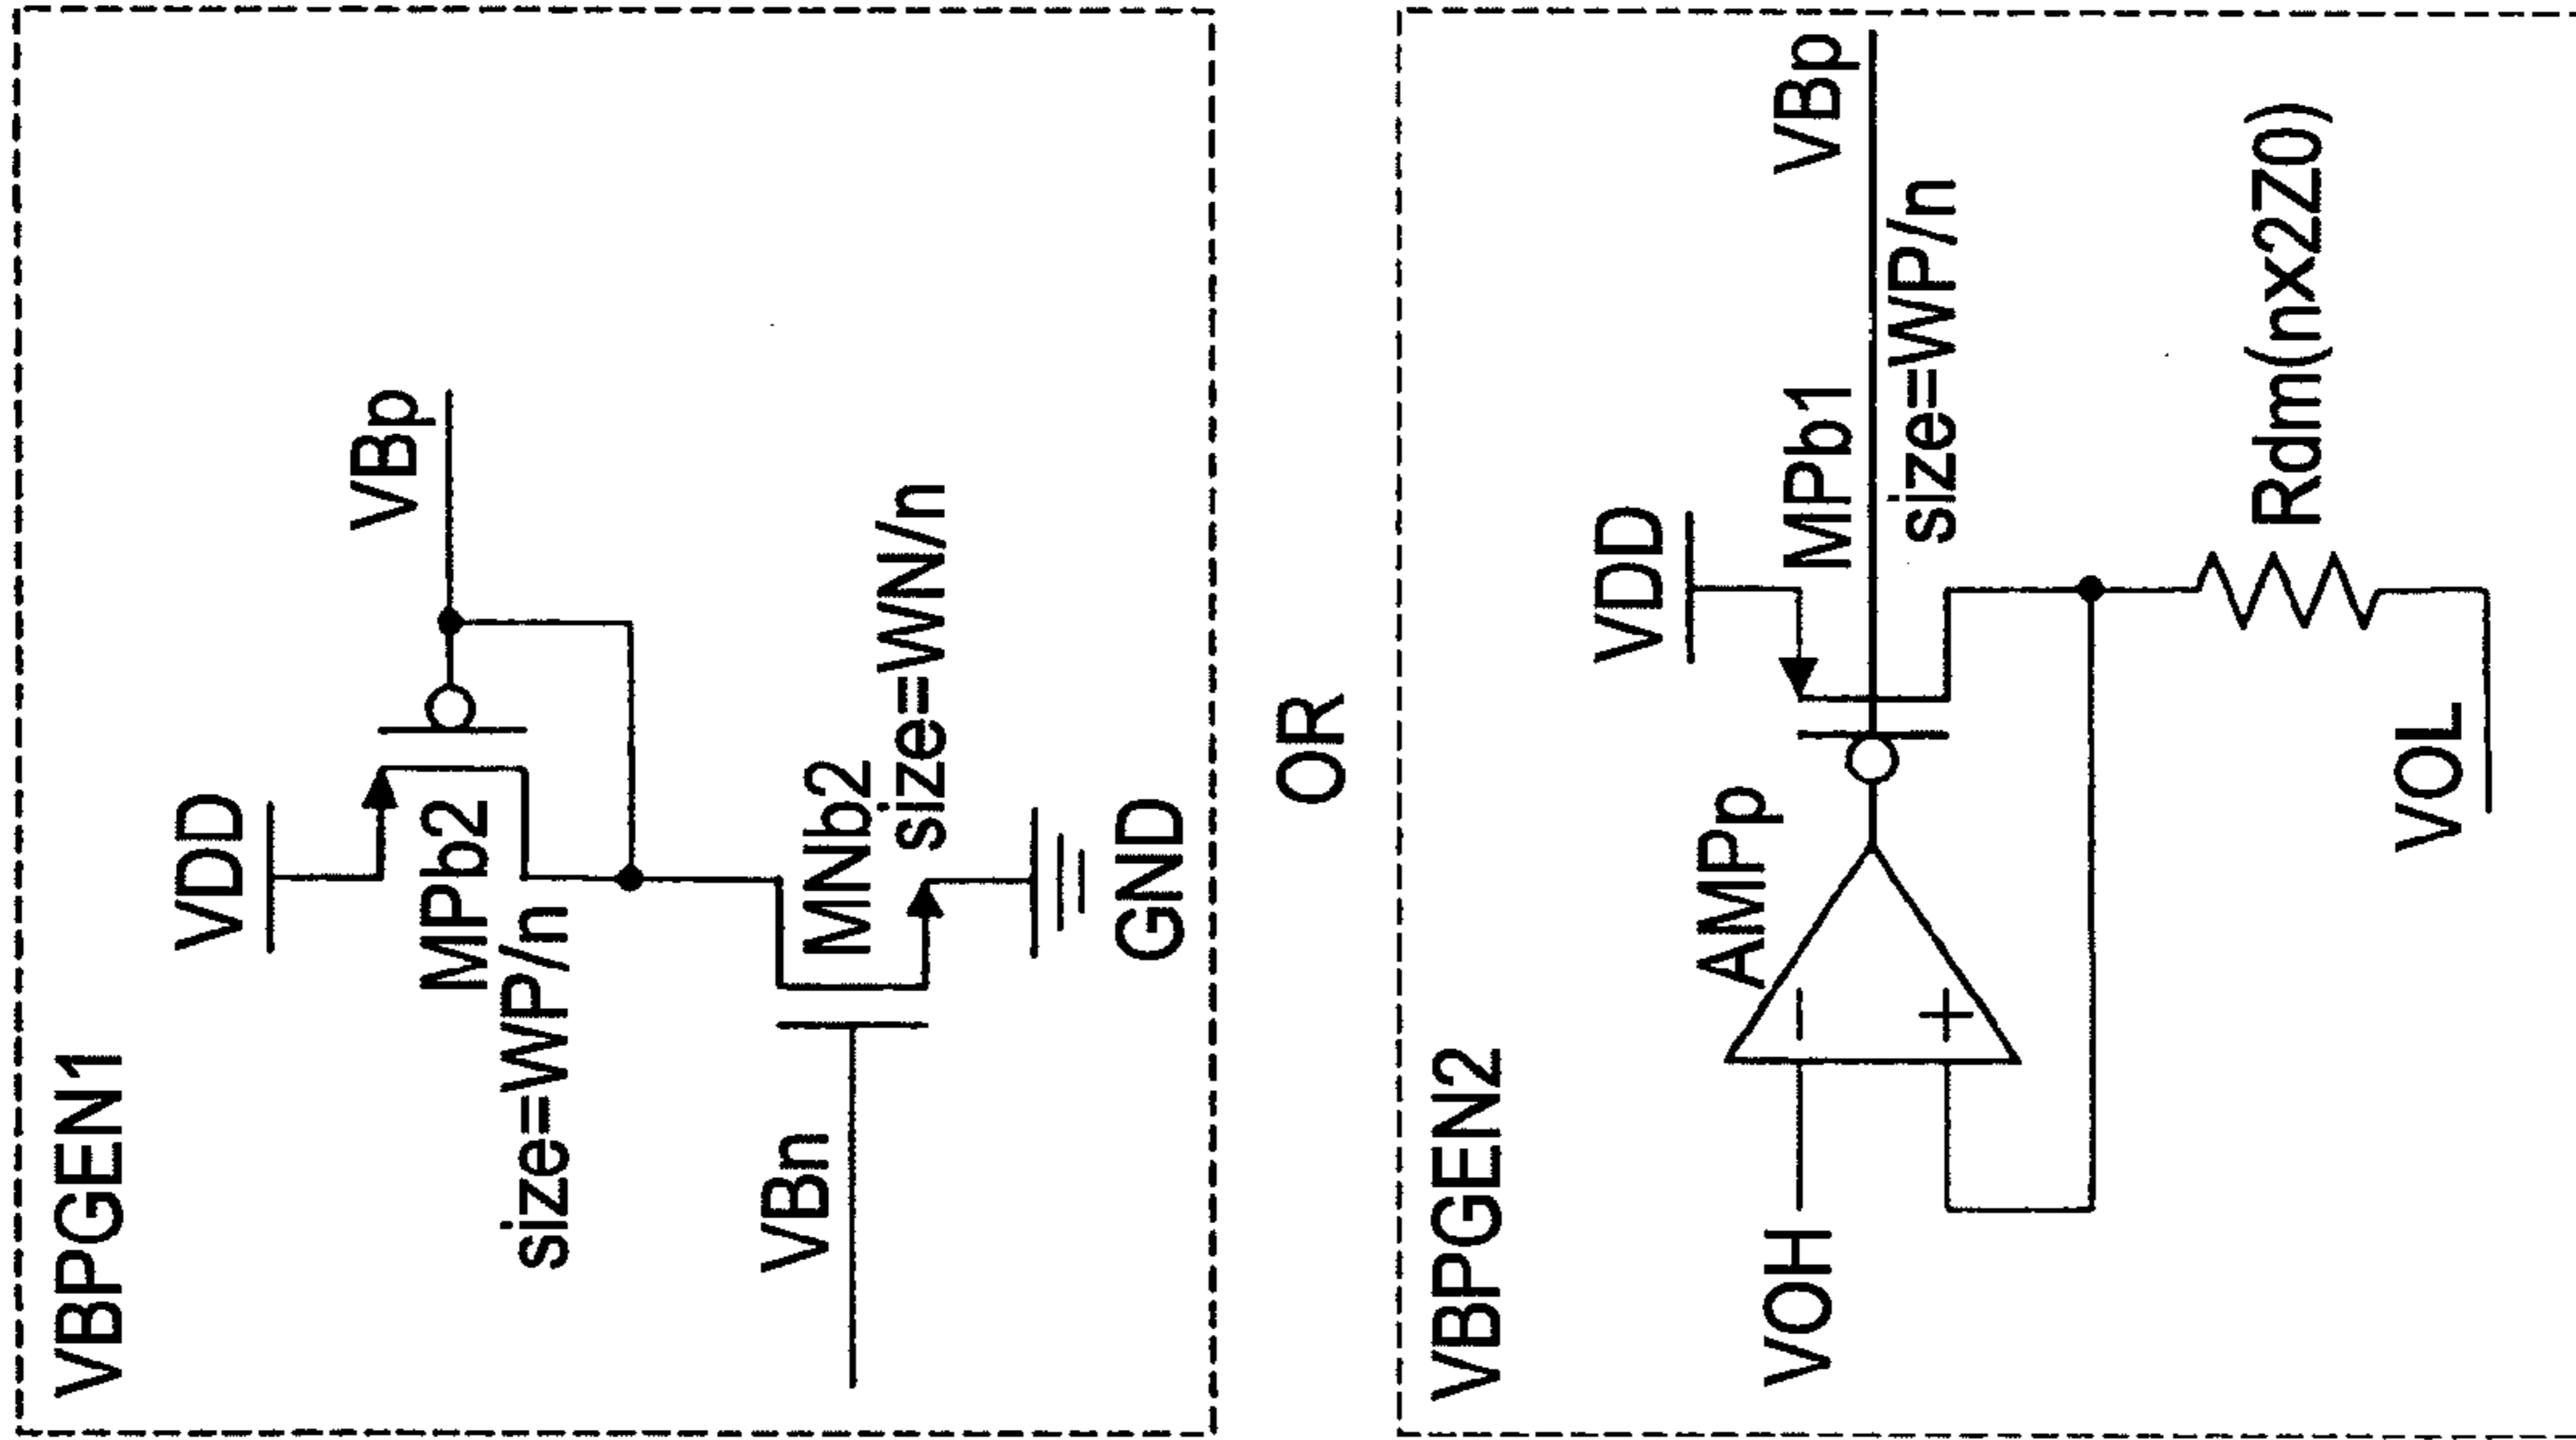 VBPGEN1
VDD
VBp
MPb2
size=WP/n
VBn
MNb2
size=WN/n
GND
OR
VBPGEN2
VDD
VBp
AMPp
MPb1
size=WP/n
VOH
−
+
Rdm(nx2Z0)
VOL